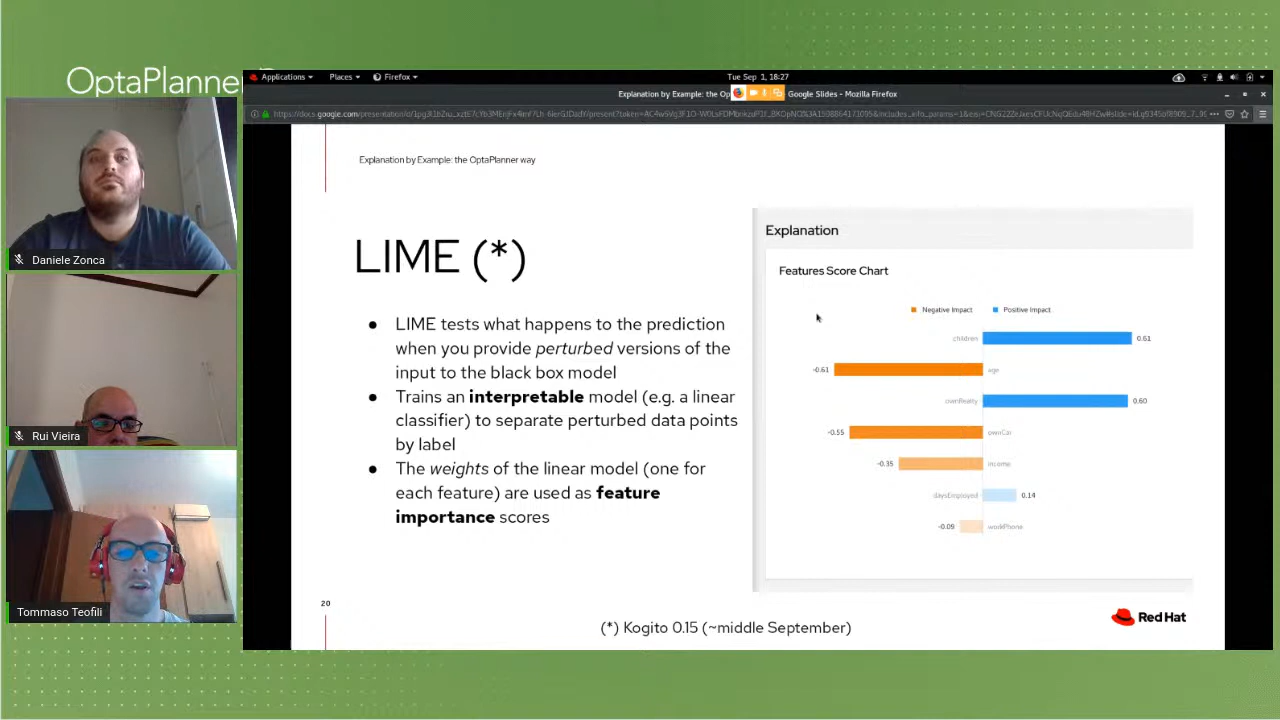 OptaPlanner
Applications
Places
Firefox
Tue Sep 1, 18:27
Explanation by Example: the Op
Google Slides - Mozilla Firefox
Explanation by Example: the OptaPlanner way
LIME (*)
● LIME tests what happens to the prediction
when you provide perturbed versions of the
input to the black box model
● Trains an interpretable model (e.g. a linear
classifier) to separate perturbed data points
by label
● The weights of the linear model (one for
each feature) are used as feature
importance scores
Explanation
Features Score Chart
Negative Impact
Positive Impact
children 0.61
-0.61 age
ownRealty 0.60
-0.55 ownCar
-0.35 income
daysEmployed 0.14
-0.09 workPhone
20
(*) Kogito 0.15 (~middle September)
Red Hat
Daniele Zonca
Rui Vieira
Tommaso Teofili